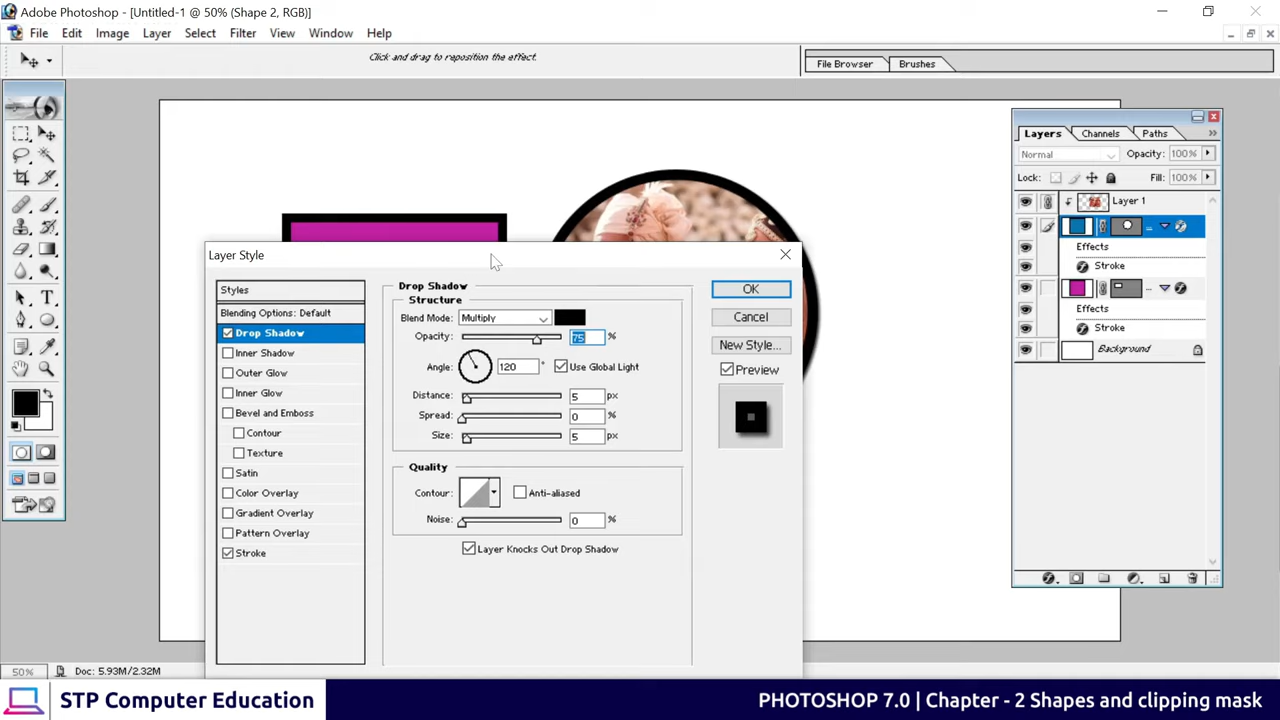 Adobe Photoshop - [Untitled-1 @ 50% (Shape 2, RGB)]
File Edit Image Layer Select Filter View Window Help
Click and drag to reposition the effect.
File Browser Brushes
Layers Channels Paths
Normal Opacity: 100%
Lock: Fill: 100%
Layer 1
Effects
Stroke
Effects
Stroke
Background
Layer Style
Styles
Blending Options: Default
Drop Shadow
Inner Shadow
Outer Glow
Inner Glow
Bevel and Emboss
Contour
Texture
Satin
Color Overlay
Gradient Overlay
Pattern Overlay
Stroke
Drop Shadow
Structure
Blend Mode: Multiply
Opacity: 75 %
Angle: 120 ° Use Global Light
Distance: 5 px
Spread: 0 %
Size: 5 px
Quality
Contour: Anti-aliased
Noise: 0 %
Layer Knocks Out Drop Shadow
OK
Cancel
New Style...
Preview
50% Doc: 5.93M/2.32M
STP Computer Education
PHOTOSHOP 7.0 | Chapter - 2 Shapes and clipping mask